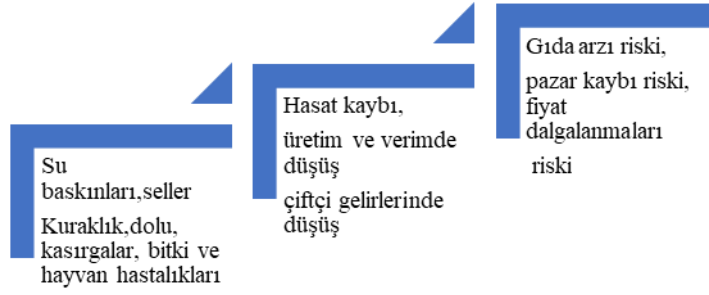 Su
baskınları,seller
Kuraklık,dolu,
kasırgalar, bitki ve
hayvan hastalıkları
Hasat kaybı,
üretim ve verimde
düşüş
çiftçi gelirlerinde
düşüş
Gıda arzı riski,
pazar kaybı riski,
fiyat
dalgalanmaları
riski